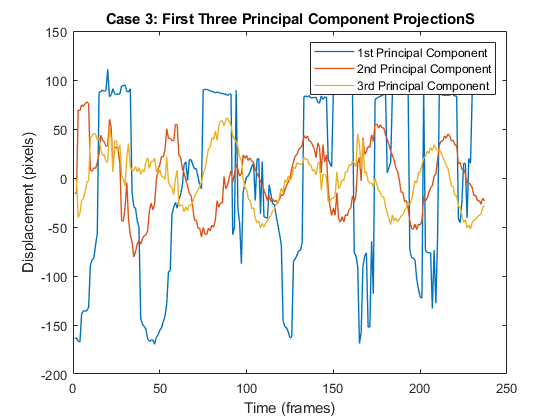 Case 3: First Three Principal Component ProjectionS
150
1st Principal Component
2nd Principal Component
3rd Principal Component
100
50
0
-50
-100
-150
-200
Displacement (pixels)
0
50
100
150
200
250
Time (frames)